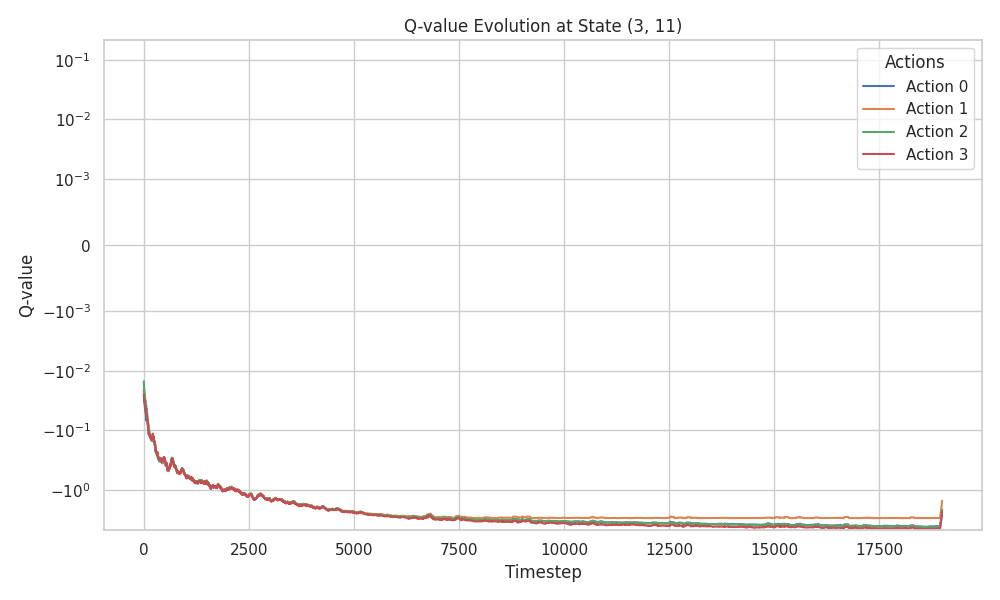 Q-value Evolution at State (3, 11)
Q-value
10⁻¹
10⁻²
10⁻³
0
−10⁻³
−10⁻²
−10⁻¹
−10⁰
Actions
Action 0
Action 1
Action 2
Action 3
0 2500 5000 7500 10000 12500 15000 17500
Timestep